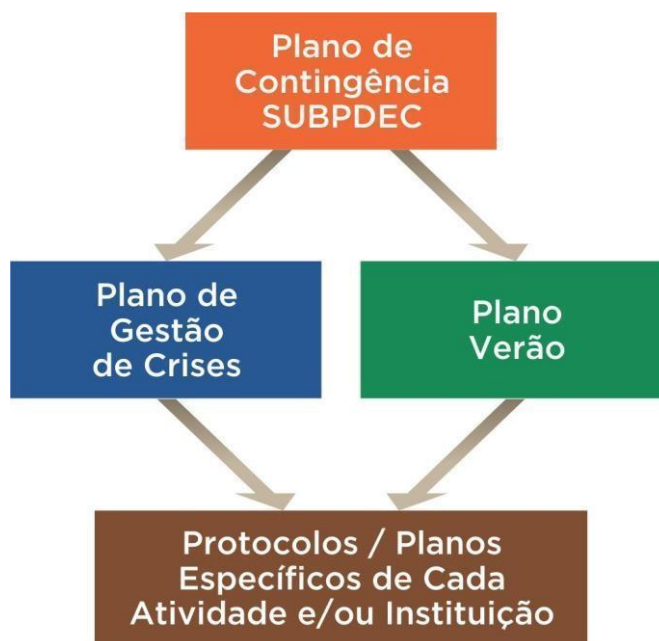 Plano de
Contingência
SUBPDEC
Plano de
Gestão
de Crises
Plano
Verão
Protocolos / Planos
Específicos de Cada
Atividade e/ou Instituição